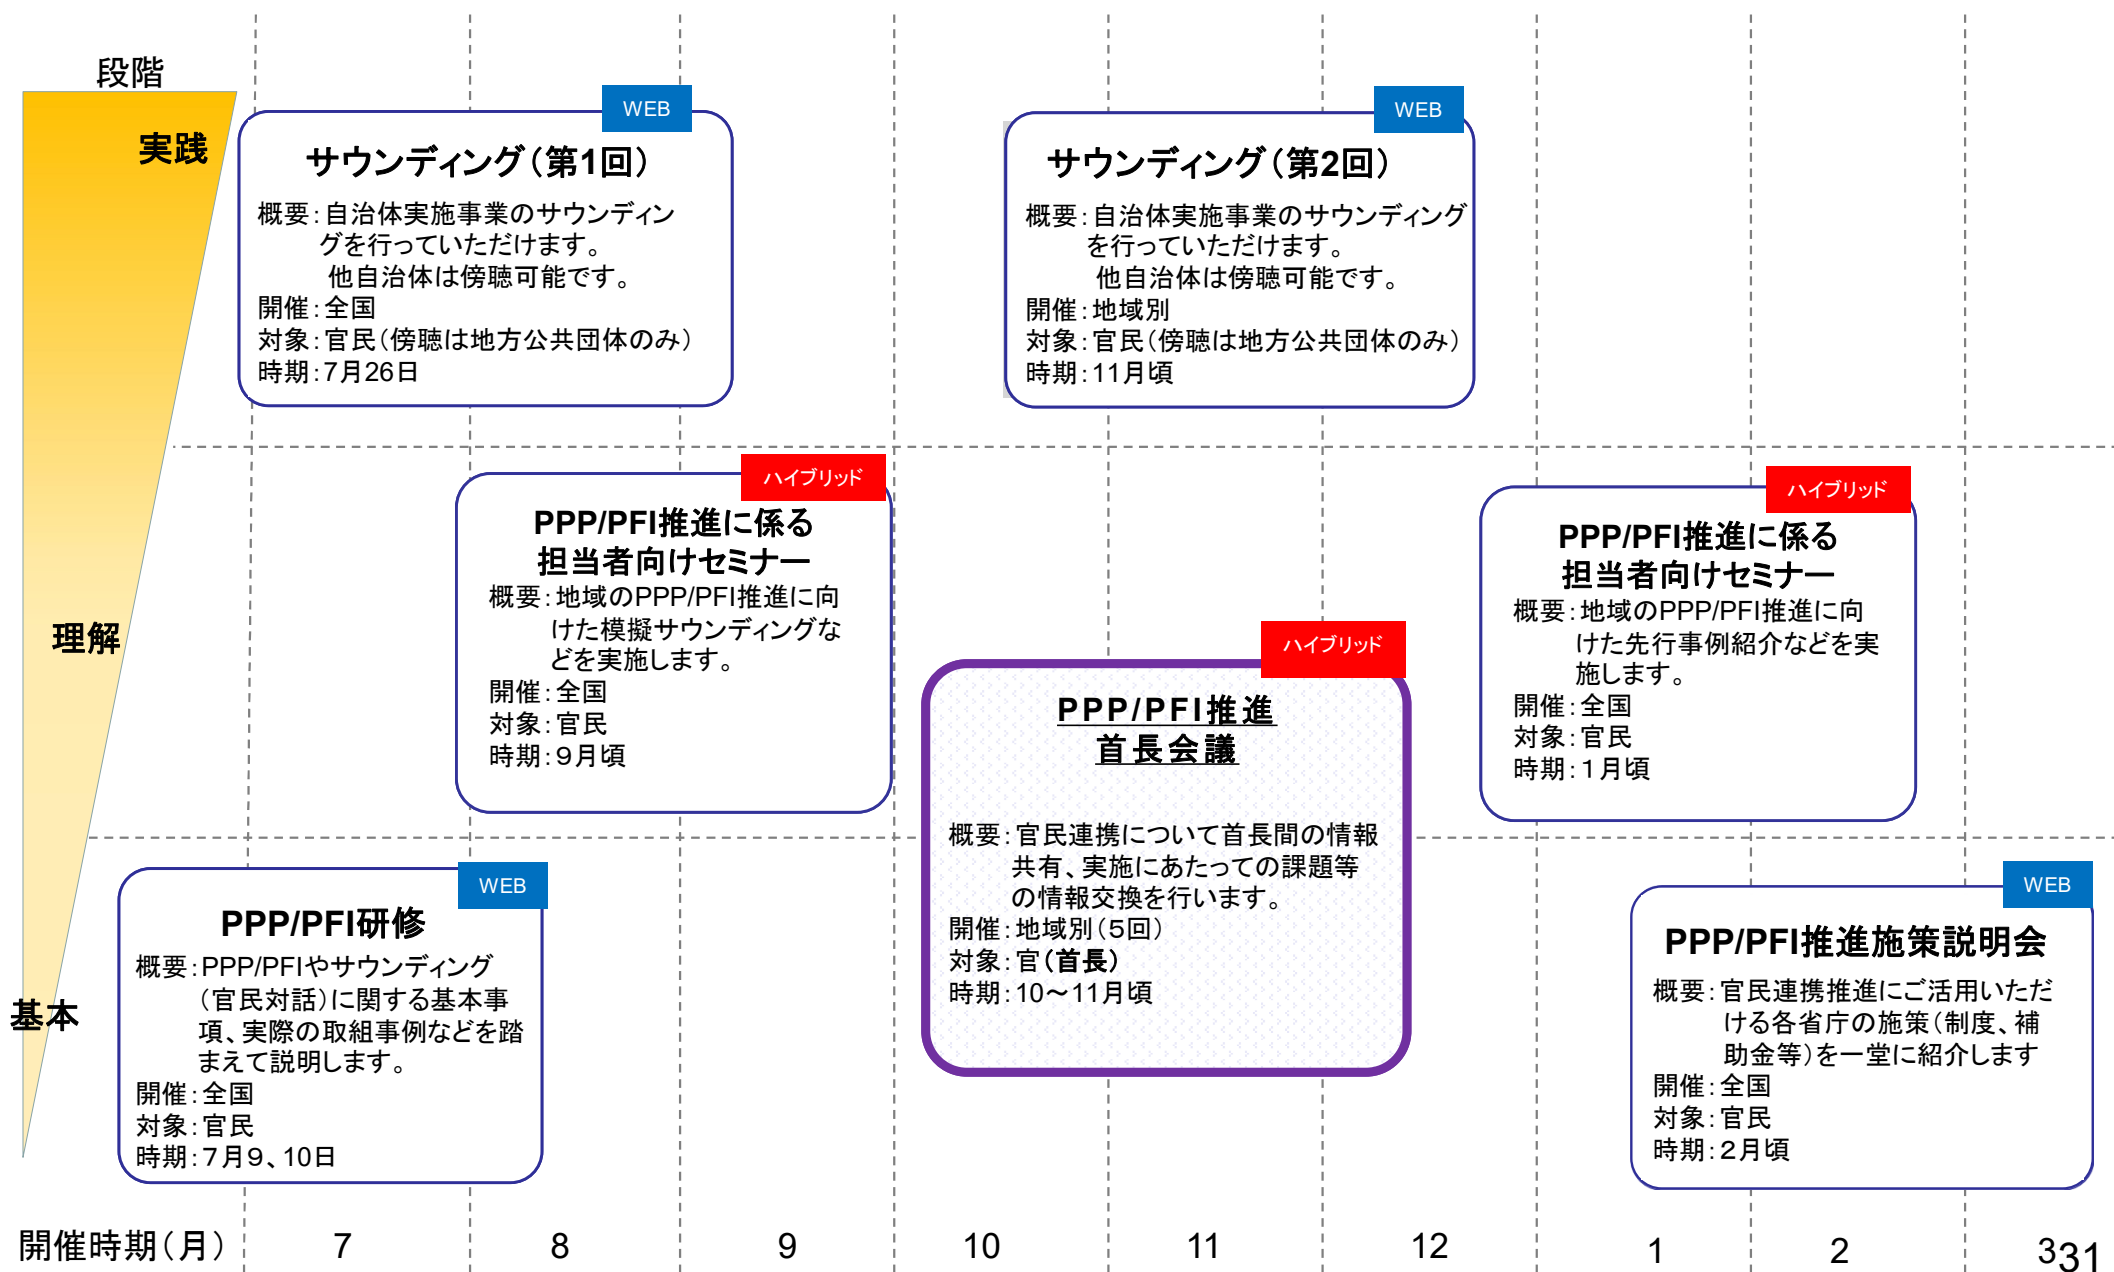 段階
実践
理解
基本
WEB
サウンディング（第1回）
概要：自治体実施事業のサウンディン
グを行っていただけます。
他自治体は傍聴可能です。
開催：全国
対象：官民（傍聴は地方公共団体のみ）
時期：7月26日
WEB
サウンディング（第2回）
概要：自治体実施事業のサウンディング
を行っていただけます。
他自治体は傍聴可能です。
開催：地域別
対象：官民（傍聴は地方公共団体のみ）
時期：11月頃
ハイブリッド
PPP/PFI推進に係る
担当者向けセミナー
概要：地域のPPP/PFI推進に向
けた模擬サウンディングな
どを実施します。
開催：全国
対象：官民
時期：９月頃
ハイブリッド
PPP/PFI推進
首長会議
概要：官民連携について首長間の情報
共有、実施にあたっての課題等
の情報交換を行います。
開催：地域別（５回）
対象：官（首長）
時期：10～11月頃
ハイブリッド
PPP/PFI推進に係る
担当者向けセミナー
概要：地域のPPP/PFI推進に向
けた先行事例紹介などを実
施します。
開催：全国
対象：官民
時期：１月頃
WEB
PPP/PFI研修
概要：PPP/PFIやサウンディング
（官民対話）に関する基本事
項、実際の取組事例などを踏
まえて説明します。
開催：全国
対象：官民
時期：７月９、10日
WEB
PPP/PFI推進施策説明会
概要：官民連携推進にご活用いただ
ける各省庁の施策（制度、補
助金等）を一堂に紹介します
開催：全国
対象：官民
時期：２月頃
開催時期（月） 7 8 9 10 11 12 1 2 3
31